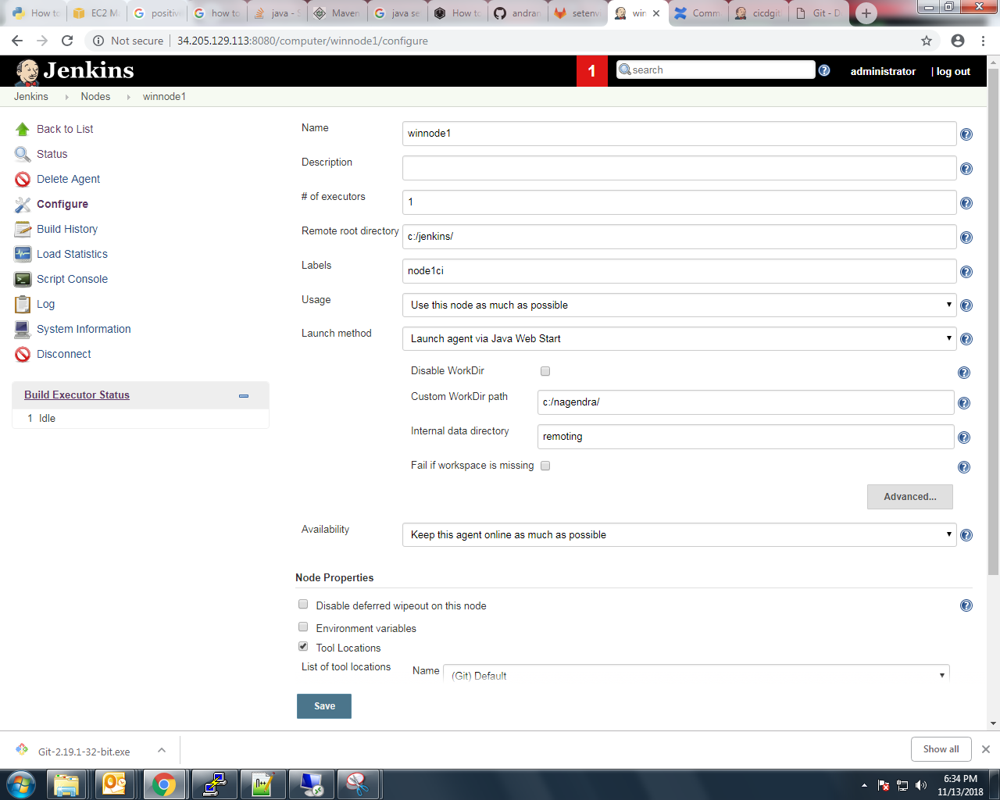 How to
EC2 M
positive
how to
java - S
Maven
java se
How to
andran
setenv
win
Comm
cicdgit
Git - D
Not secure
34.205.129.113:8080/computer/winnode1/configure
Jenkins
1
search
administrator
| log out
Jenkins
Nodes
winnode1
Back to List
Status
Delete Agent
Configure
Build History
Load Statistics
Script Console
Log
System Information
Disconnect
Build Executor Status
1 Idle
Name
winnode1
Description
# of executors
1
Remote root directory
c:/jenkins/
Labels
node1ci
Usage
Use this node as much as possible
Launch method
Launch agent via Java Web Start
Disable WorkDir
Custom WorkDir path
c:/nagendra/
Internal data directory
remoting
Fail if workspace is missing
Advanced...
Availability
Keep this agent online as much as possible
Node Properties
Disable deferred wipeout on this node
Environment variables
Tool Locations
List of tool locations
Name
(Git) Default
Save
Git-2.19.1-32-bit.exe
Show all
6:34 PM
11/13/2018